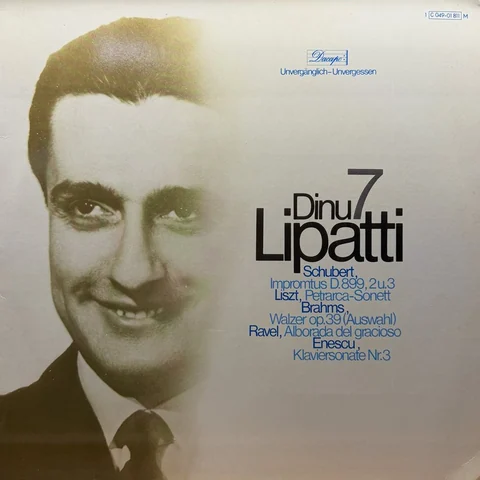 1 C 049-01 811 M
Dacapo
Unvergänglich-Unvergessen
7
Dinu
Lipatti
Schubert,
Impromtus D.899, 2 u.3
Liszt, Petrarca-Sonett
Brahms,
Walzer op.39 (Auswahl)
Ravel, Alborada del gracioso
Enescu,
Klaviersonate Nr.3